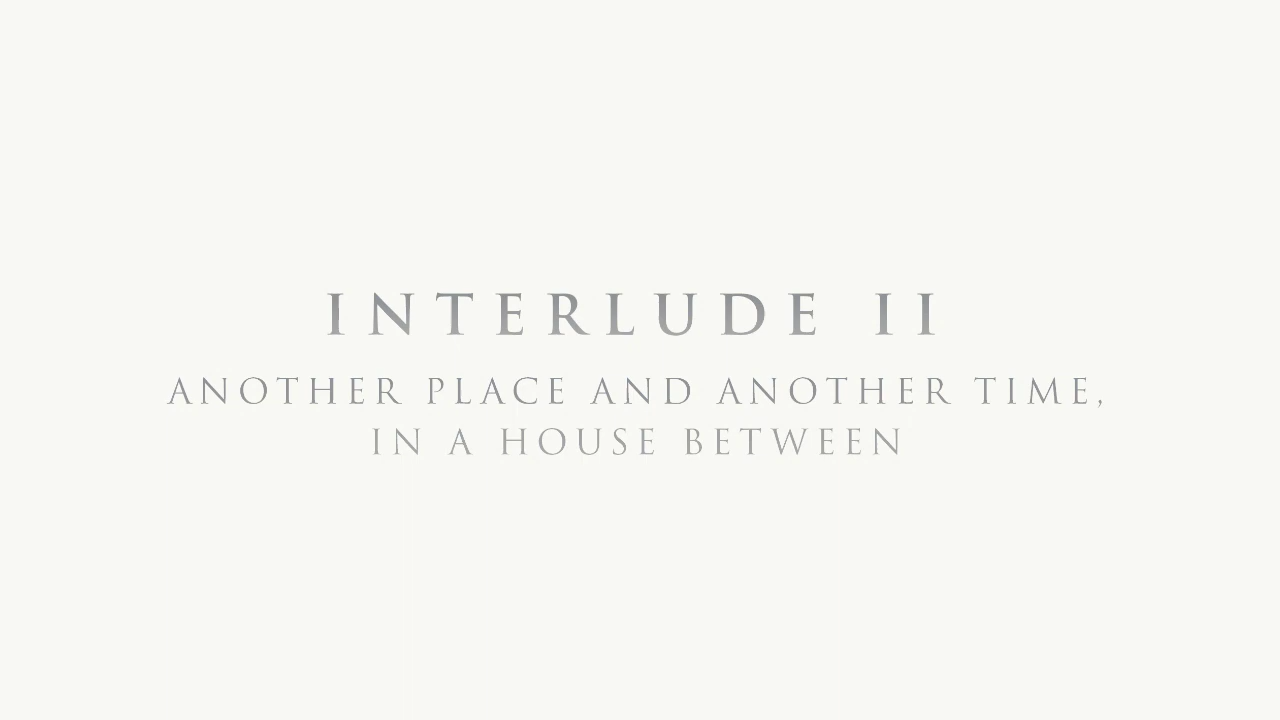 INTERLUDE II
ANOTHER PLACE AND ANOTHER TIME,
IN A HOUSE BETWEEN